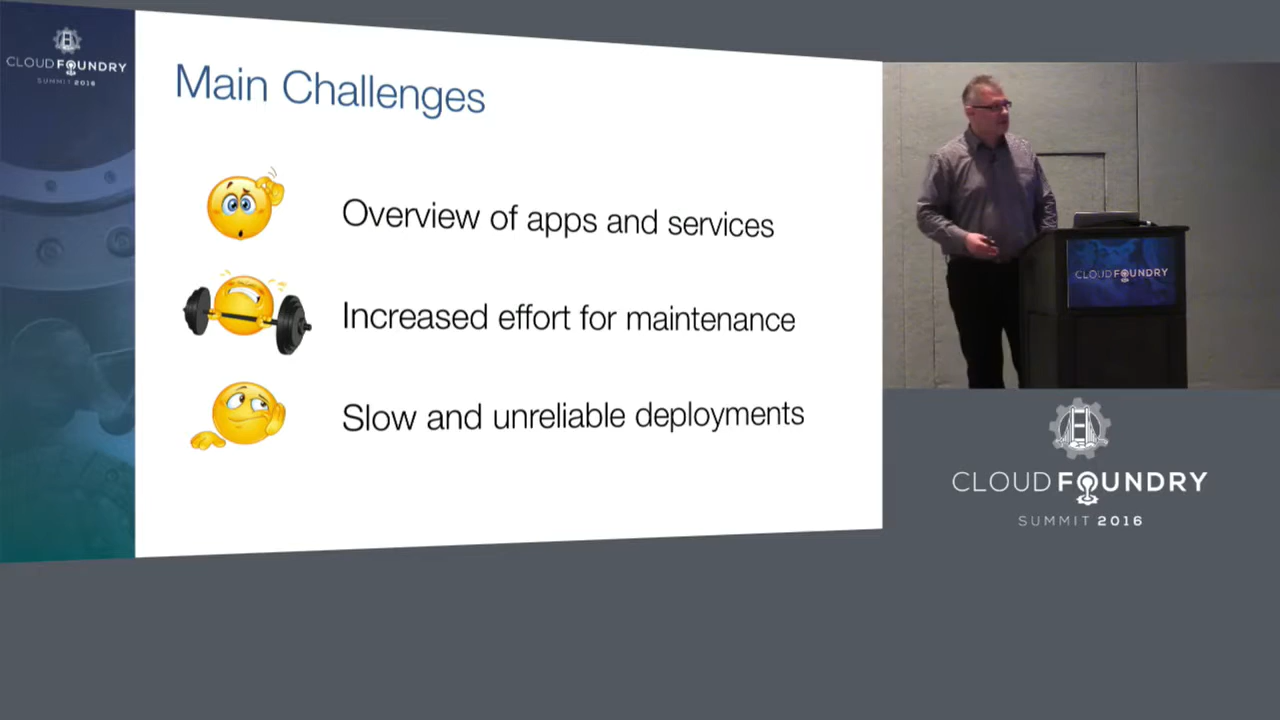 CLOUD FOUNDRY
SUMMIT 2016
Main Challenges
Overview of apps and services
Increased effort for maintenance
Slow and unreliable deployments
CLOUD FOUNDRY
CLOUD FOUNDRY
SUMMIT 2016